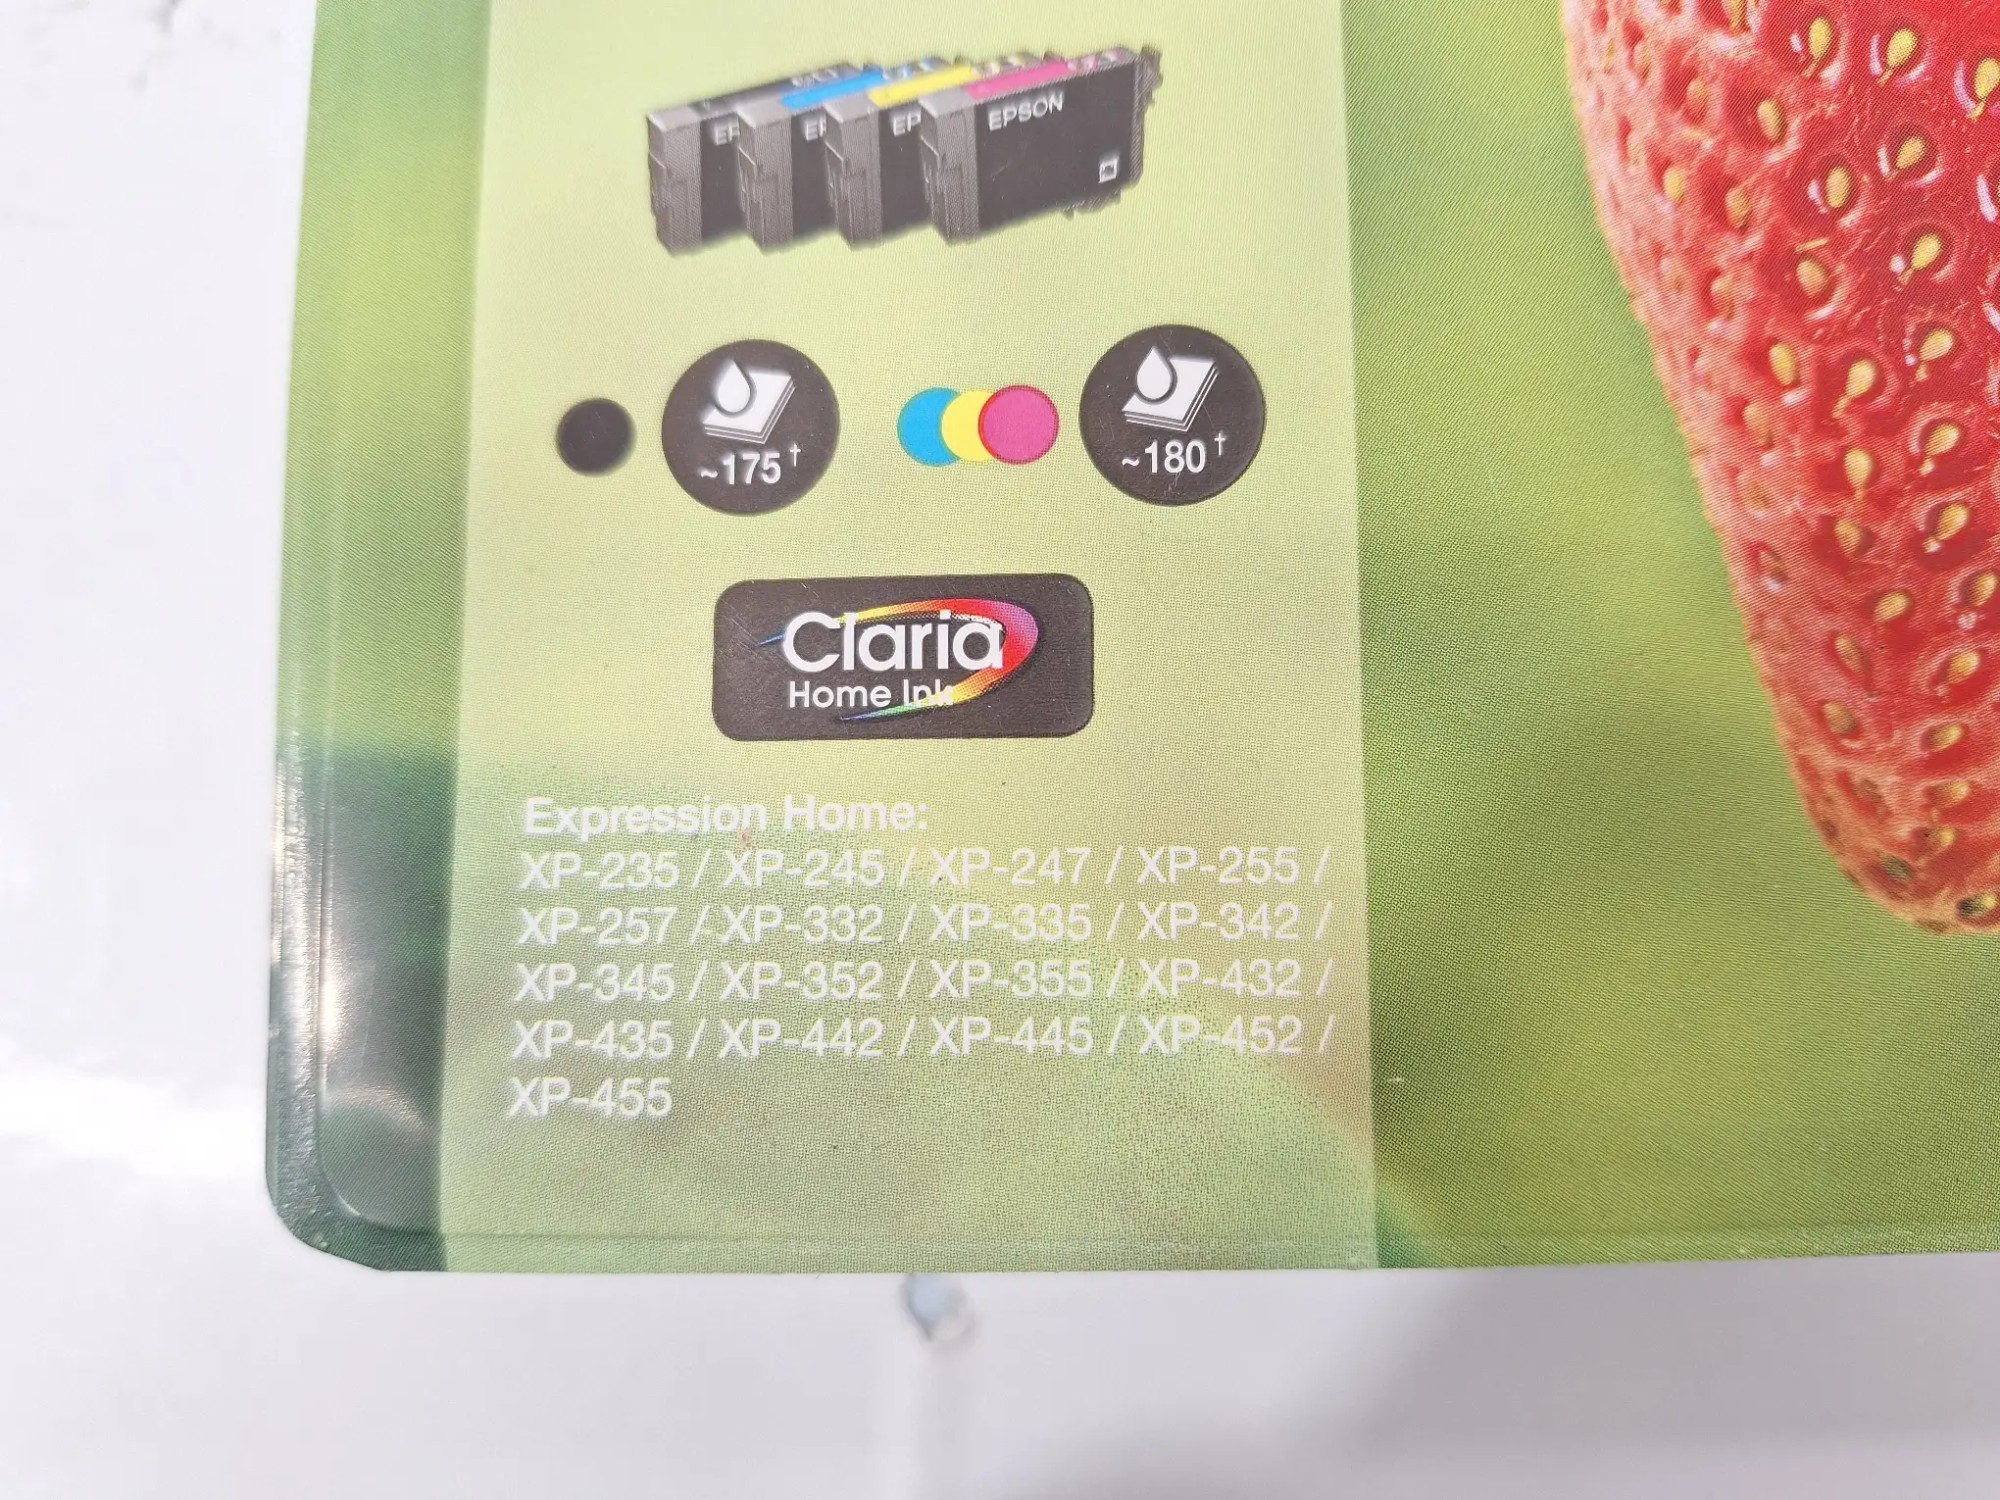 EPSON
~175†
~180†
Claria
Home Ink
Expression Home:
XP-235 / XP-245 / XP-247 / XP-255 /
XP-257 / XP-332 / XP-335 / XP-342 /
XP-345 / XP-352 / XP-355 / XP-432 /
XP-435 / XP-442 / XP-445 / XP-452 /
XP-455